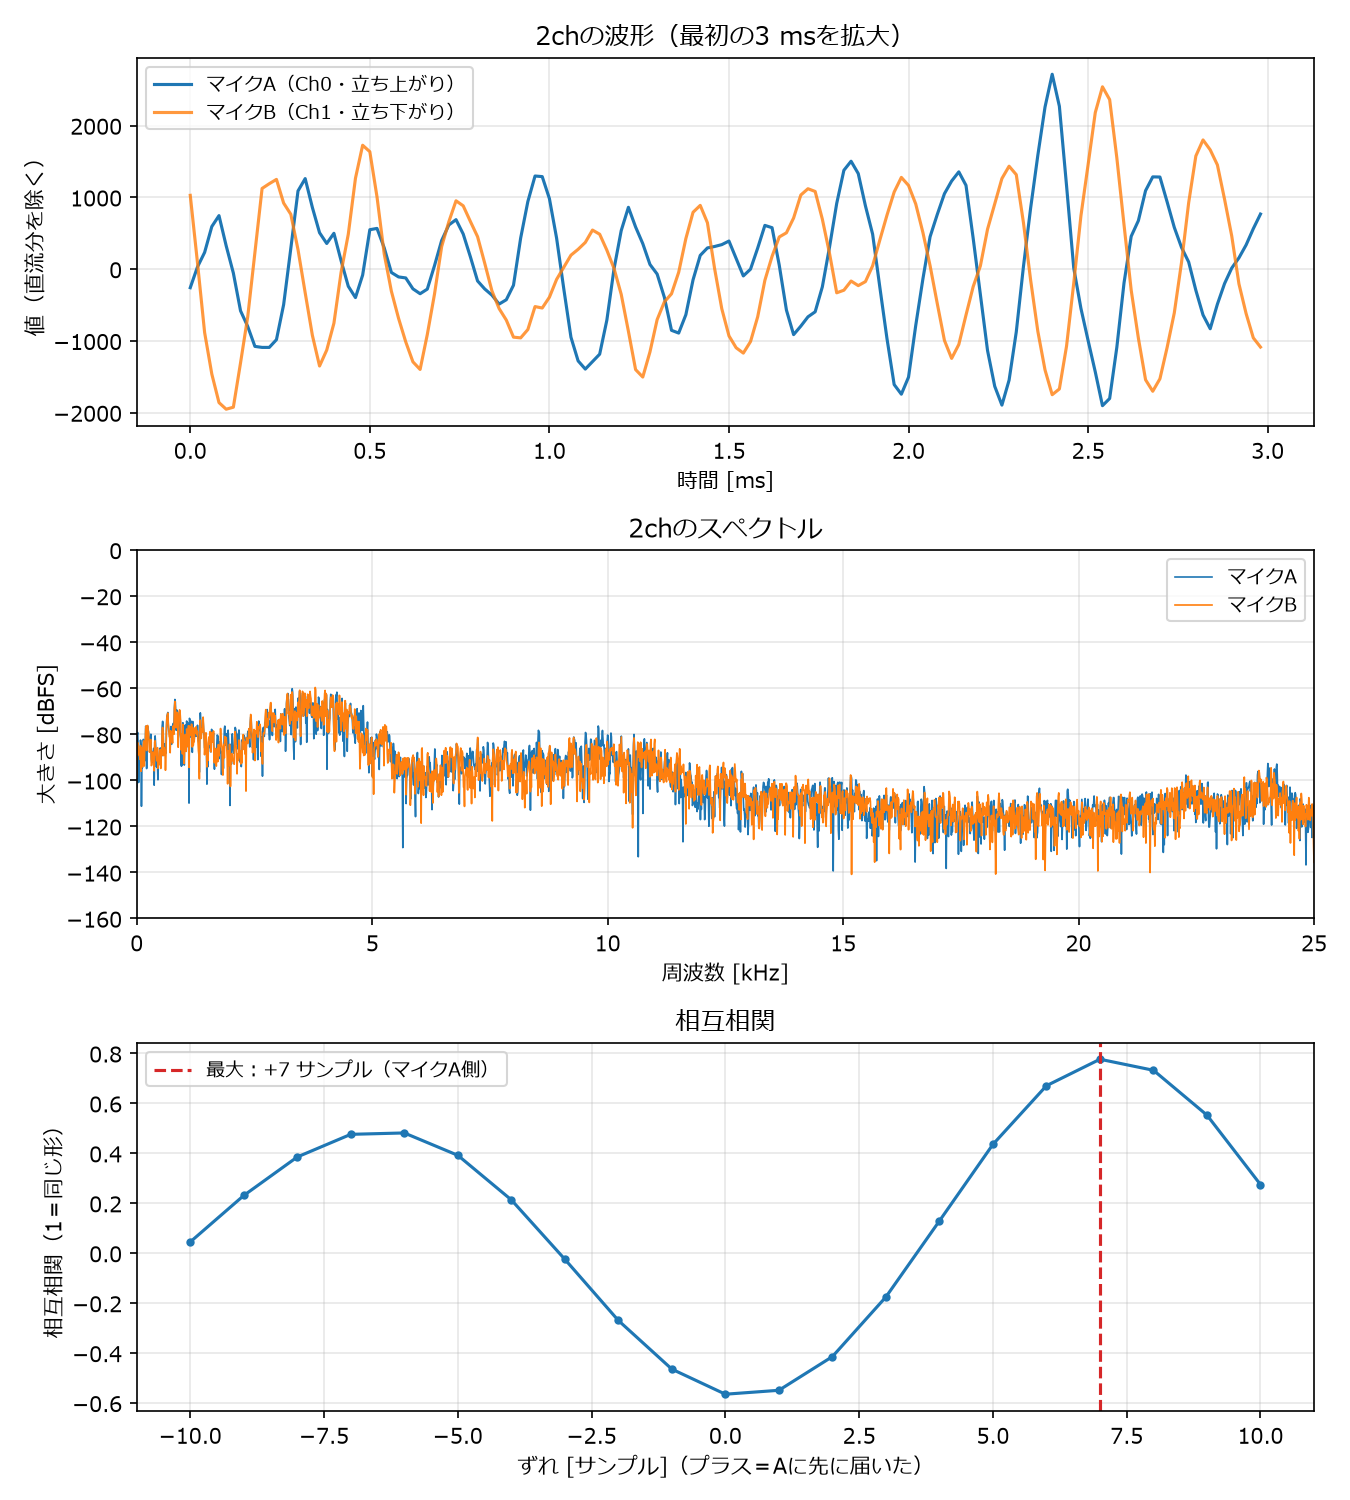 2chの波形（最初の3 msを拡大）
マイクA（Ch0・立ち上がり）
マイクB（Ch1・立ち下がり）
値（直流分を除く）
2000
1000
0
−1000
−2000
0.0 0.5 1.0 1.5 2.0 2.5 3.0
時間 [ms]
2chのスペクトル
マイクA
マイクB
大きさ [dBFS]
0
−20
−40
−60
−80
−100
−120
−140
−160
0 5 10 15 20 25
周波数 [kHz]
相互相関
最大：+7 サンプル（マイクA側）
相互相関（1＝同じ形）
0.8
0.6
0.4
0.2
0.0
−0.2
−0.4
−0.6
−10.0 −7.5 −5.0 −2.5 0.0 2.5 5.0 7.5 10.0
ずれ [サンプル]（プラス＝Aに先に届いた）